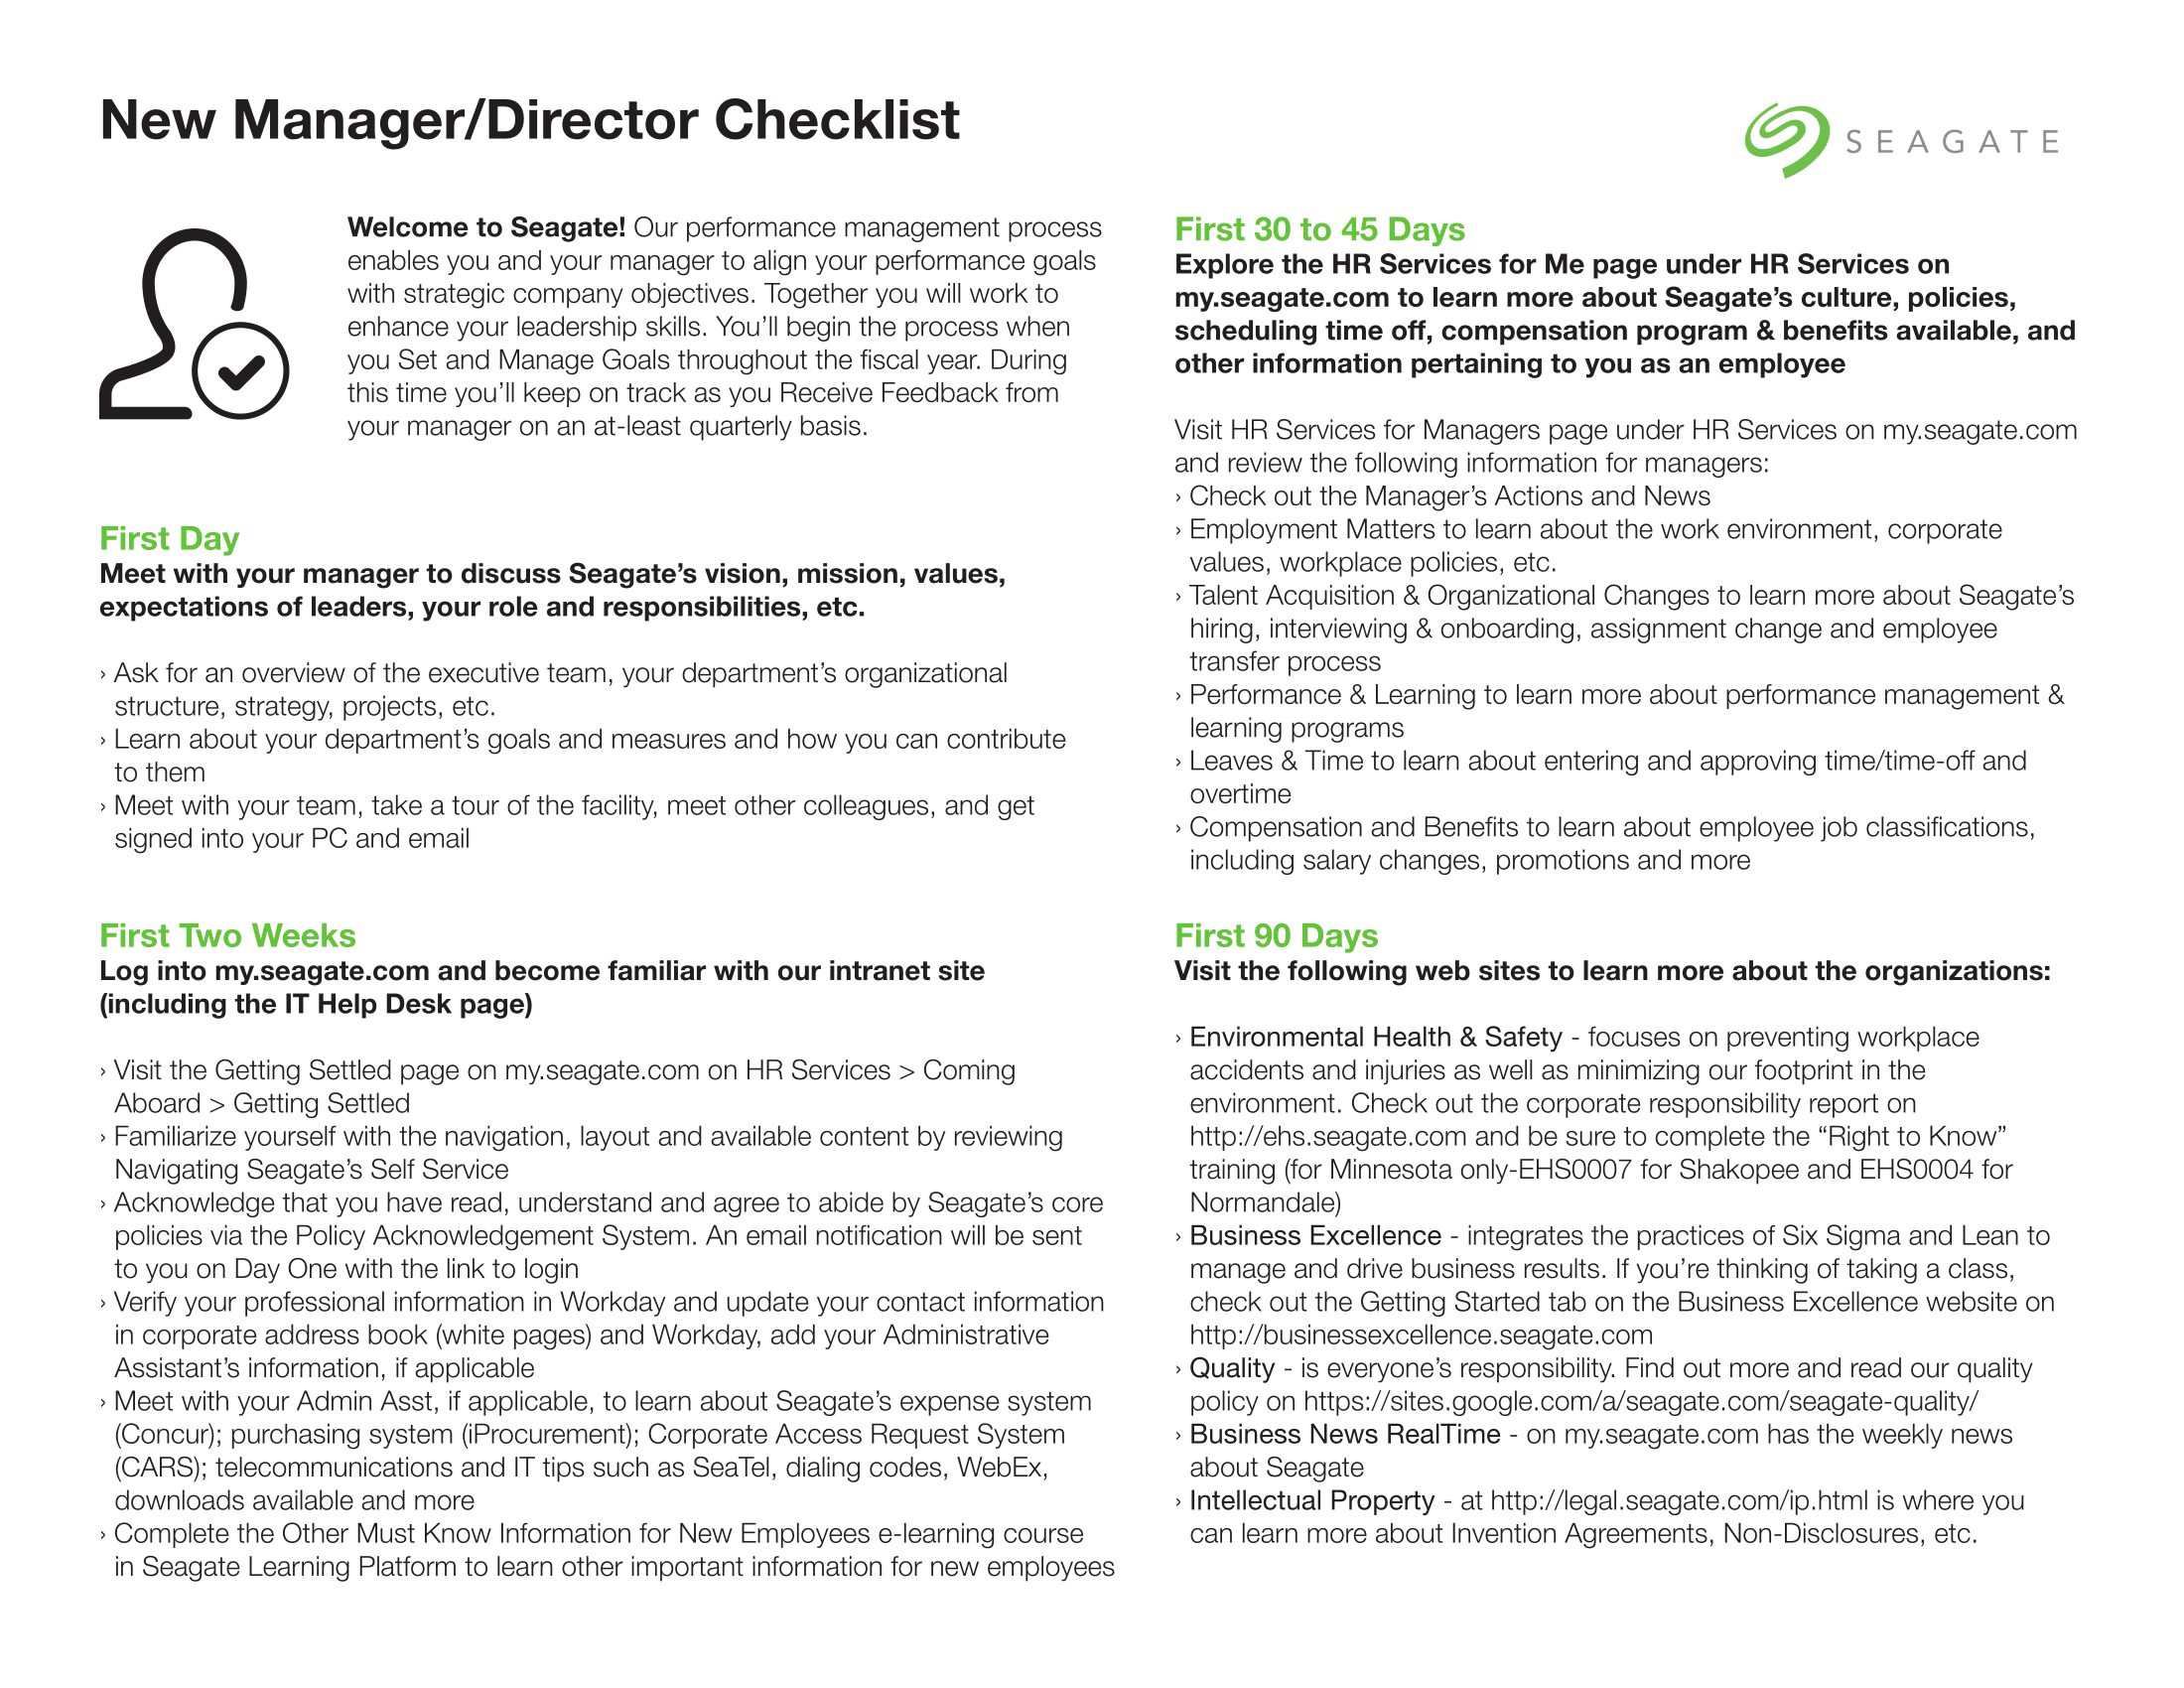 New Manager/Director Checklist
SEAGATE
Welcome to Seagate! Our performance management process
enables you and your manager to align your performance goals
with strategic company objectives. Together you will work to
enhance your leadership skills. You’ll begin the process when
you Set and Manage Goals throughout the fiscal year. During
this time you’ll keep on track as you Receive Feedback from
your manager on an at-least quarterly basis.
First Day
Meet with your manager to discuss Seagate’s vision, mission, values,
expectations of leaders, your role and responsibilities, etc.
› Ask for an overview of the executive team, your department’s organizational
structure, strategy, projects, etc.
› Learn about your department’s goals and measures and how you can contribute
to them
› Meet with your team, take a tour of the facility, meet other colleagues, and get
signed into your PC and email
First Two Weeks
Log into my.seagate.com and become familiar with our intranet site
(including the IT Help Desk page)
› Visit the Getting Settled page on my.seagate.com on HR Services > Coming
Aboard > Getting Settled
› Familiarize yourself with the navigation, layout and available content by reviewing
Navigating Seagate’s Self Service
› Acknowledge that you have read, understand and agree to abide by Seagate’s core
policies via the Policy Acknowledgement System. An email notification will be sent
to you on Day One with the link to login
› Verify your professional information in Workday and update your contact information
in corporate address book (white pages) and Workday, add your Administrative
Assistant’s information, if applicable
› Meet with your Admin Asst, if applicable, to learn about Seagate’s expense system
(Concur); purchasing system (iProcurement); Corporate Access Request System
(CARS); telecommunications and IT tips such as SeaTel, dialing codes, WebEx,
downloads available and more
› Complete the Other Must Know Information for New Employees e-learning course
in Seagate Learning Platform to learn other important information for new employees
First 30 to 45 Days
Explore the HR Services for Me page under HR Services on
my.seagate.com to learn more about Seagate’s culture, policies,
scheduling time off, compensation program & benefits available, and
other information pertaining to you as an employee
Visit HR Services for Managers page under HR Services on my.seagate.com
and review the following information for managers:
› Check out the Manager’s Actions and News
› Employment Matters to learn about the work environment, corporate
values, workplace policies, etc.
› Talent Acquisition & Organizational Changes to learn more about Seagate’s
hiring, interviewing & onboarding, assignment change and employee
transfer process
› Performance & Learning to learn more about performance management &
learning programs
› Leaves & Time to learn about entering and approving time/time-off and
overtime
› Compensation and Benefits to learn about employee job classifications,
including salary changes, promotions and more
First 90 Days
Visit the following web sites to learn more about the organizations:
› Environmental Health & Safety - focuses on preventing workplace
accidents and injuries as well as minimizing our footprint in the
environment. Check out the corporate responsibility report on
http://ehs.seagate.com and be sure to complete the “Right to Know”
training (for Minnesota only-EHS0007 for Shakopee and EHS0004 for
Normandale)
› Business Excellence - integrates the practices of Six Sigma and Lean to
manage and drive business results. If you’re thinking of taking a class,
check out the Getting Started tab on the Business Excellence website on
http://businessexcellence.seagate.com
› Quality - is everyone’s responsibility. Find out more and read our quality
policy on https://sites.google.com/a/seagate.com/seagate-quality/
› Business News RealTime - on my.seagate.com has the weekly news
about Seagate
› Intellectual Property - at http://legal.seagate.com/ip.html is where you
can learn more about Invention Agreements, Non-Disclosures, etc.